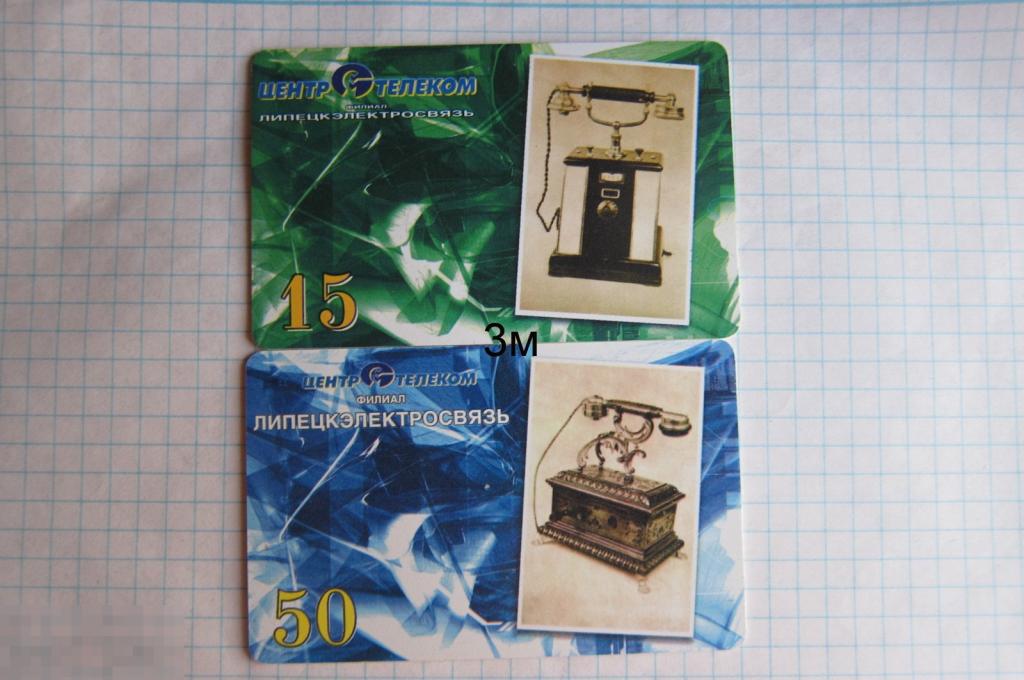 ЦЕНТР ТЕЛЕКОМ
ФИЛИАЛ
ЛИПЕЦКЭЛЕКТРОСВЯЗЬ
15
3м
ЦЕНТР ТЕЛЕКОМ
ФИЛИАЛ
ЛИПЕЦКЭЛЕКТРОСВЯЗЬ
50